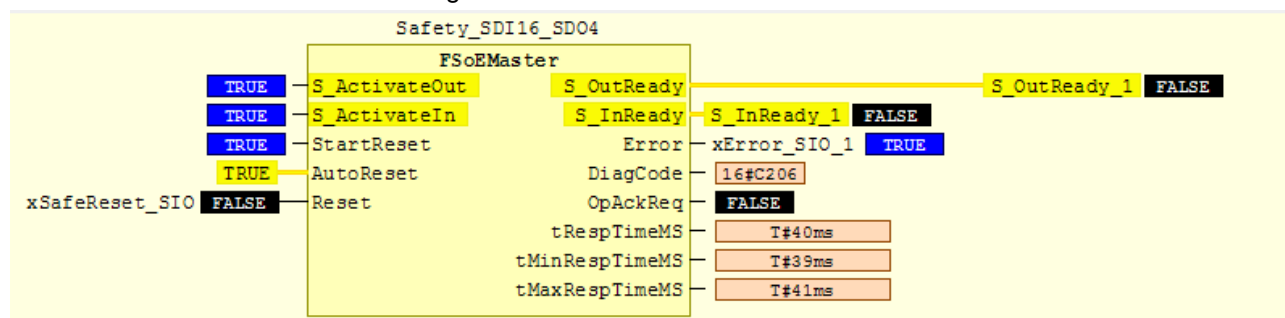 Safety_SDI16_SDO4
FSoEMaster
TRUE S_ActivateOut S_OutReady S_OutReady_1 FALSE
TRUE S_ActivateIn S_InReady S_InReady_1 FALSE
TRUE StartReset Error xError_SIO_1 TRUE
TRUE AutoReset DiagCode 16#C206
xSafeReset_SIO FALSE Reset OpAckReq FALSE
tRespTimeMS T#40ms
tMinRespTimeMS T#39ms
tMaxRespTimeMS T#41ms